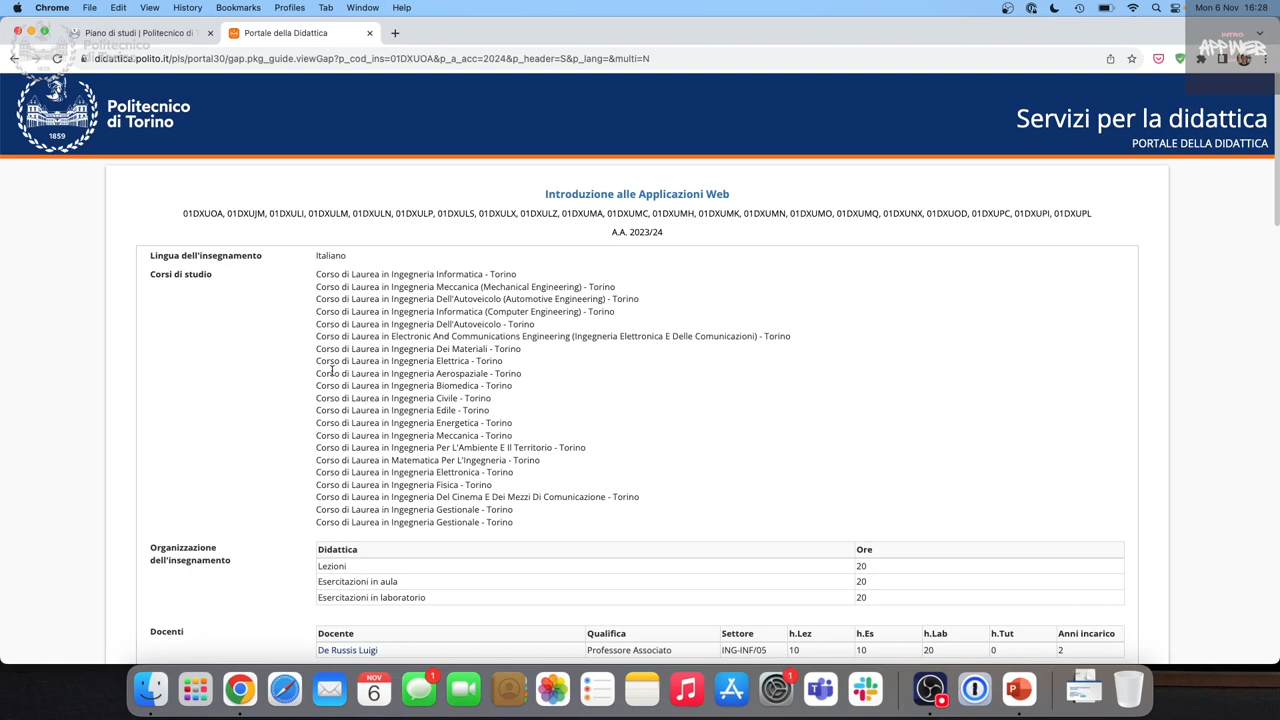 Chrome File Edit View History Bookmarks Profiles Tab Window Help Mon 6 Nov 16:28
Piano di studi | Politecnico di T Portale della Didattica
didattica.polito.it/pls/portal30/gap.pkg_guide.viewGap?p_cod_ins=01DXUOA&p_a_acc=2024&p_header=S&p_lang=&multi=N
INTRO
APPWEB
Politecnico
di Torino
1859
Servizi per la didattica
PORTALE DELLA DIDATTICA
Introduzione alle Applicazioni Web
01DXUOA, 01DXUJM, 01DXULI, 01DXULM, 01DXULN, 01DXULP, 01DXULS, 01DXULX, 01DXULZ, 01DXUMA, 01DXUMC, 01DXUMH, 01DXUMK, 01DXUMN, 01DXUMO, 01DXUMQ, 01DXUNX, 01DXUOD, 01DXUPC, 01DXUPI, 01DXUPL
A.A. 2023/24
Lingua dell'insegnamento Italiano
Corsi di studio Corso di Laurea in Ingegneria Informatica - Torino
Corso di Laurea in Ingegneria Meccanica (Mechanical Engineering) - Torino
Corso di Laurea in Ingegneria Dell'Autoveicolo (Automotive Engineering) - Torino
Corso di Laurea in Ingegneria Informatica (Computer Engineering) - Torino
Corso di Laurea in Ingegneria Dell'Autoveicolo - Torino
Corso di Laurea in Electronic And Communications Engineering (Ingegneria Elettronica E Delle Comunicazioni) - Torino
Corso di Laurea in Ingegneria Dei Materiali - Torino
Corso di Laurea in Ingegneria Elettrica - Torino
Corso di Laurea in Ingegneria Aerospaziale - Torino
Corso di Laurea in Ingegneria Biomedica - Torino
Corso di Laurea in Ingegneria Civile - Torino
Corso di Laurea in Ingegneria Edile - Torino
Corso di Laurea in Ingegneria Energetica - Torino
Corso di Laurea in Ingegneria Meccanica - Torino
Corso di Laurea in Ingegneria Per L'Ambiente E Il Territorio - Torino
Corso di Laurea in Matematica Per L'Ingegneria - Torino
Corso di Laurea in Ingegneria Elettronica - Torino
Corso di Laurea in Ingegneria Fisica - Torino
Corso di Laurea in Ingegneria Del Cinema E Dei Mezzi Di Comunicazione - Torino
Corso di Laurea in Ingegneria Gestionale - Torino
Corso di Laurea in Ingegneria Gestionale - Torino
Organizzazione
dell'insegnamento
Didattica Ore
Lezioni 20
Esercitazioni in aula 20
Esercitazioni in laboratorio 20
Docenti
Docente Qualifica Settore h.Lez h.Es h.Lab h.Tut Anni incarico
De Russis Luigi Professore Associato ING-INF/05 10 10 20 0 2
NOV
6
1
1